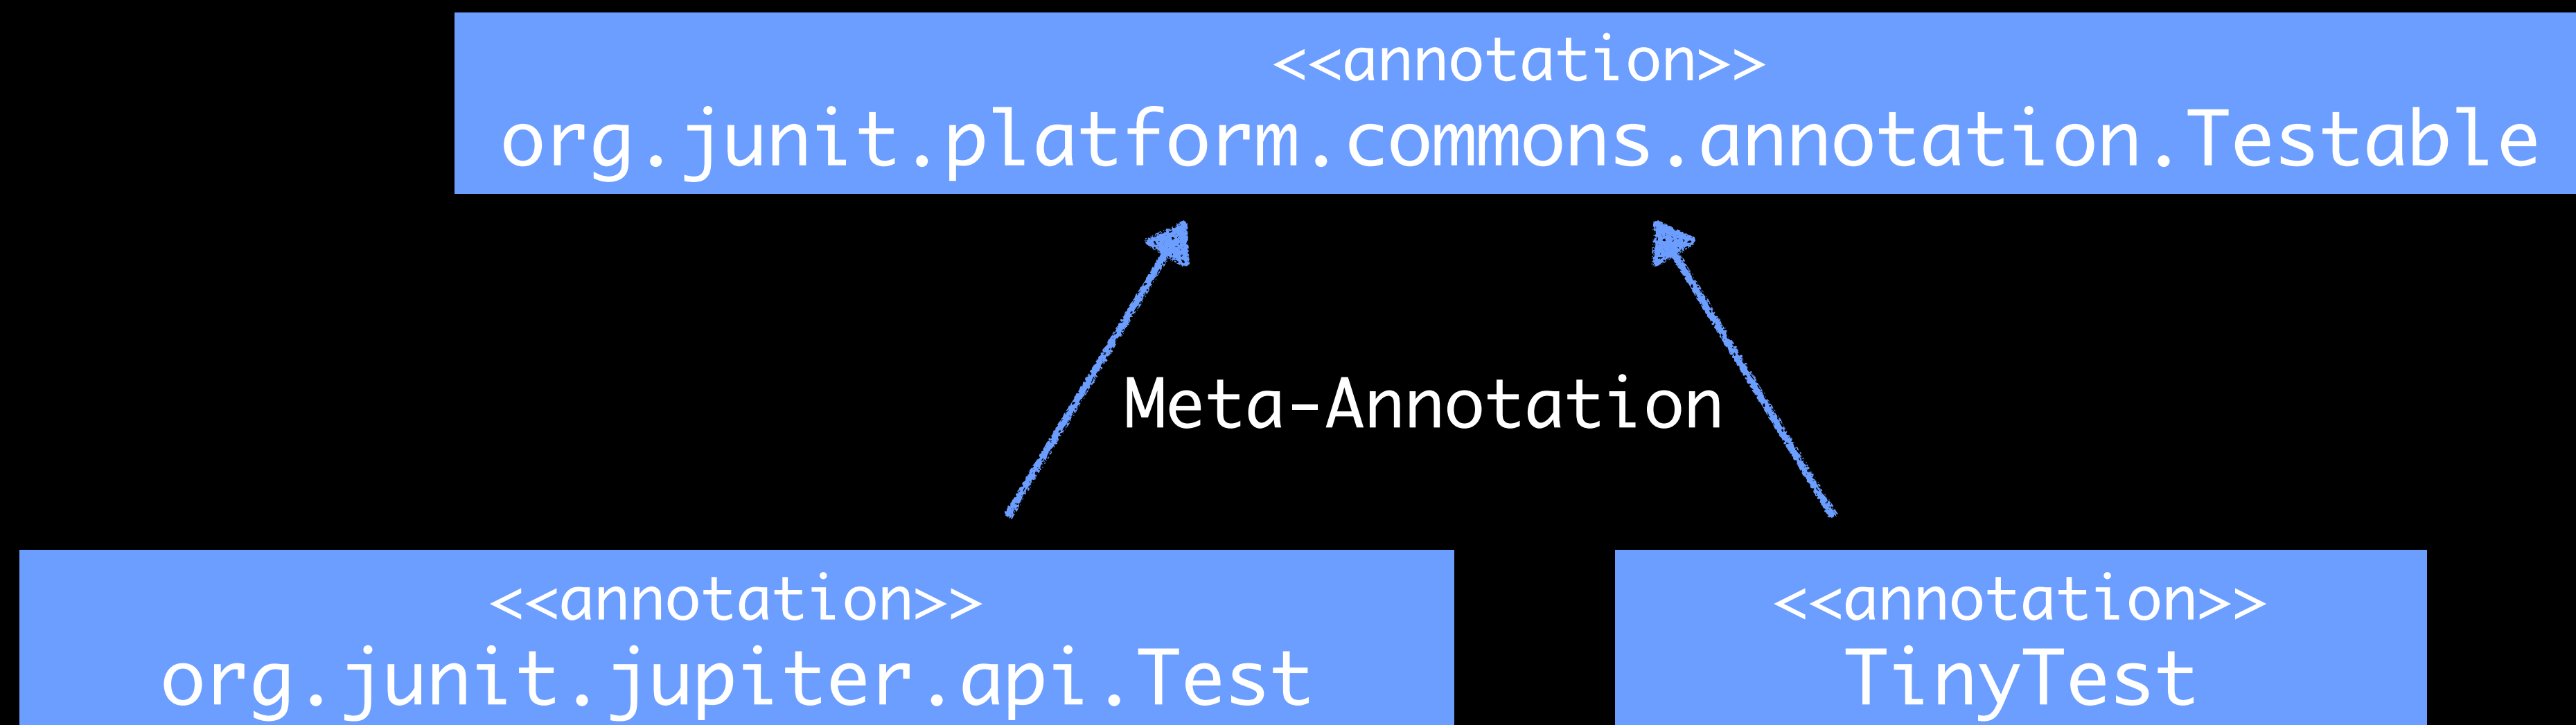 <<annotation>>
org.junit.platform.commons.annotation.Testable
Meta-Annotation
<<annotation>>
org.junit.jupiter.api.Test
<<annotation>>
TinyTest